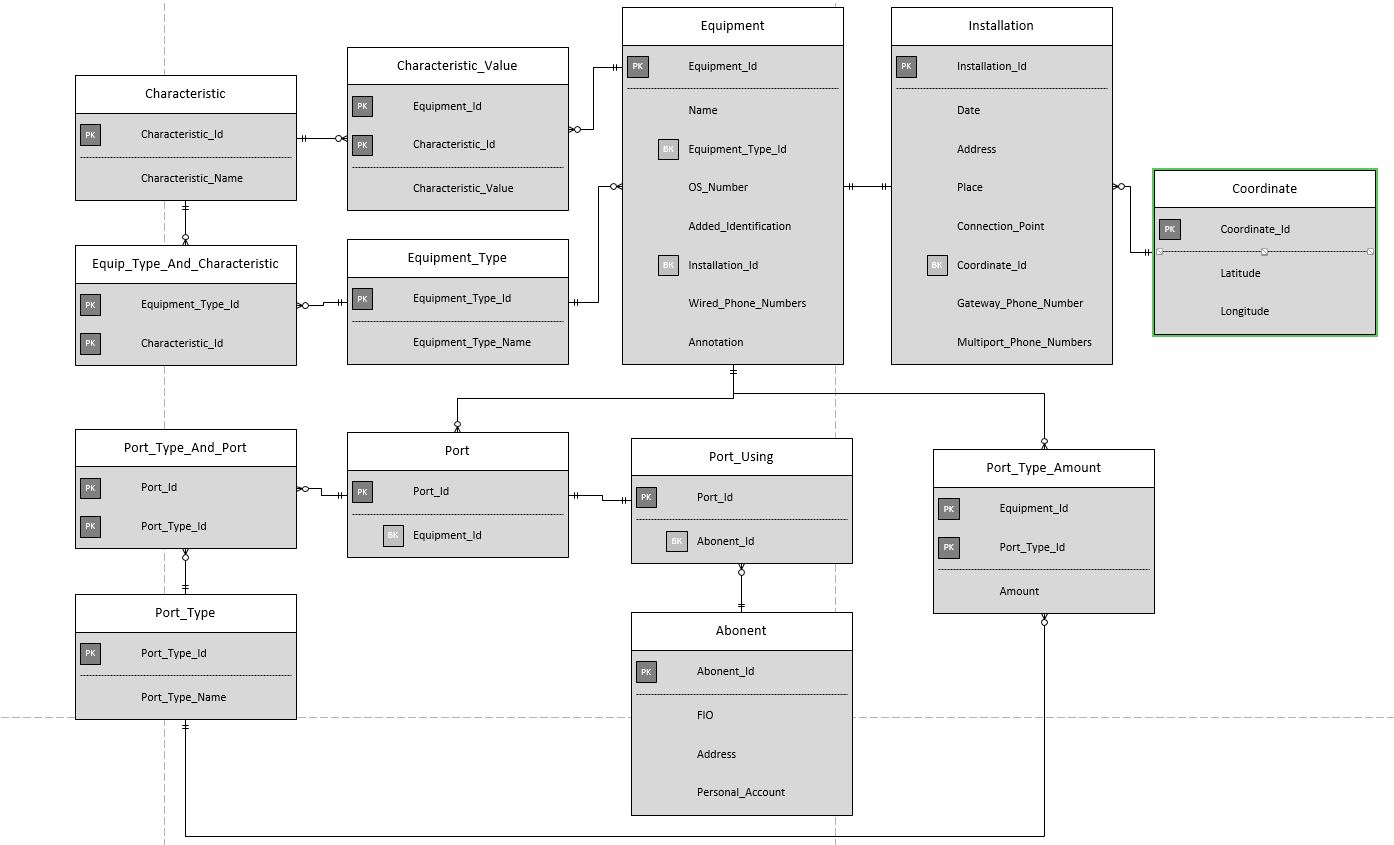 Equipment
PK Equipment_Id
Name
BK Equipment_Type_Id
OS_Number
Added_Identification
BK Installation_Id
Wired_Phone_Numbers
Annotation
Installation
PK Installation_Id
Date
Address
Place
Connection_Point
BK Coordinate_Id
Gateway_Phone_Number
Multiport_Phone_Numbers
Characteristic_Value
PK Equipment_Id
PK Characteristic_Id
Characteristic_Value
Characteristic
PK Characteristic_Id
Characteristic_Name
Coordinate
PK Coordinate_Id
Latitude
Longitude
Equip_Type_And_Characteristic
PK Equipment_Type_Id
PK Characteristic_Id
Equipment_Type
PK Equipment_Type_Id
Equipment_Type_Name
Port_Type_And_Port
PK Port_Id
PK Port_Type_Id
Port
PK Port_Id
BK Equipment_Id
Port_Using
PK Port_Id
BK Abonent_Id
Port_Type_Amount
PK Equipment_Id
PK Port_Type_Id
Amount
Port_Type
PK Port_Type_Id
Port_Type_Name
Abonent
PK Abonent_Id
FIO
Address
Personal_Account